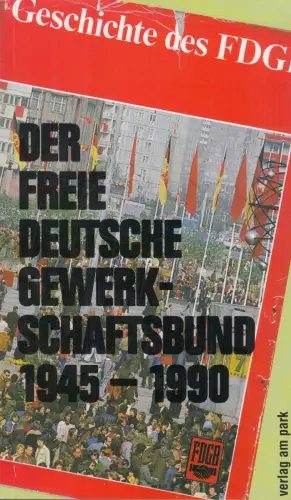 Geschichte des FDGB
DER
FREIE
DEUTSCHE
GEWERK-
SCHAFTSBUND
1945 – 1990
FDGB
verlag am park